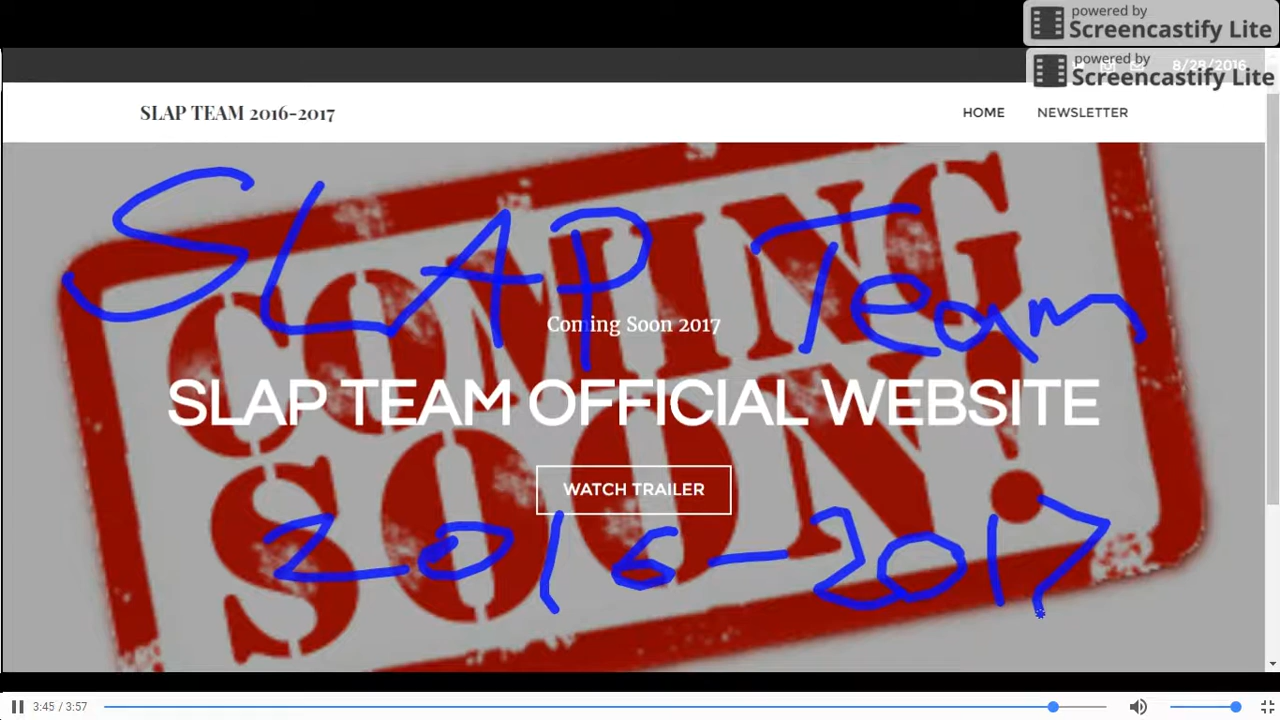 powered by
Screencastify Lite
powered by
Screencastify Lite
8/28/2016
SLAP TEAM 2016-2017
HOME
NEWSLETTER
COMING
SOON!
SLAP Team
Coming Soon 2017
SLAP TEAM OFFICIAL WEBSITE
WATCH TRAILER
2016-2017
3:45 / 3:57